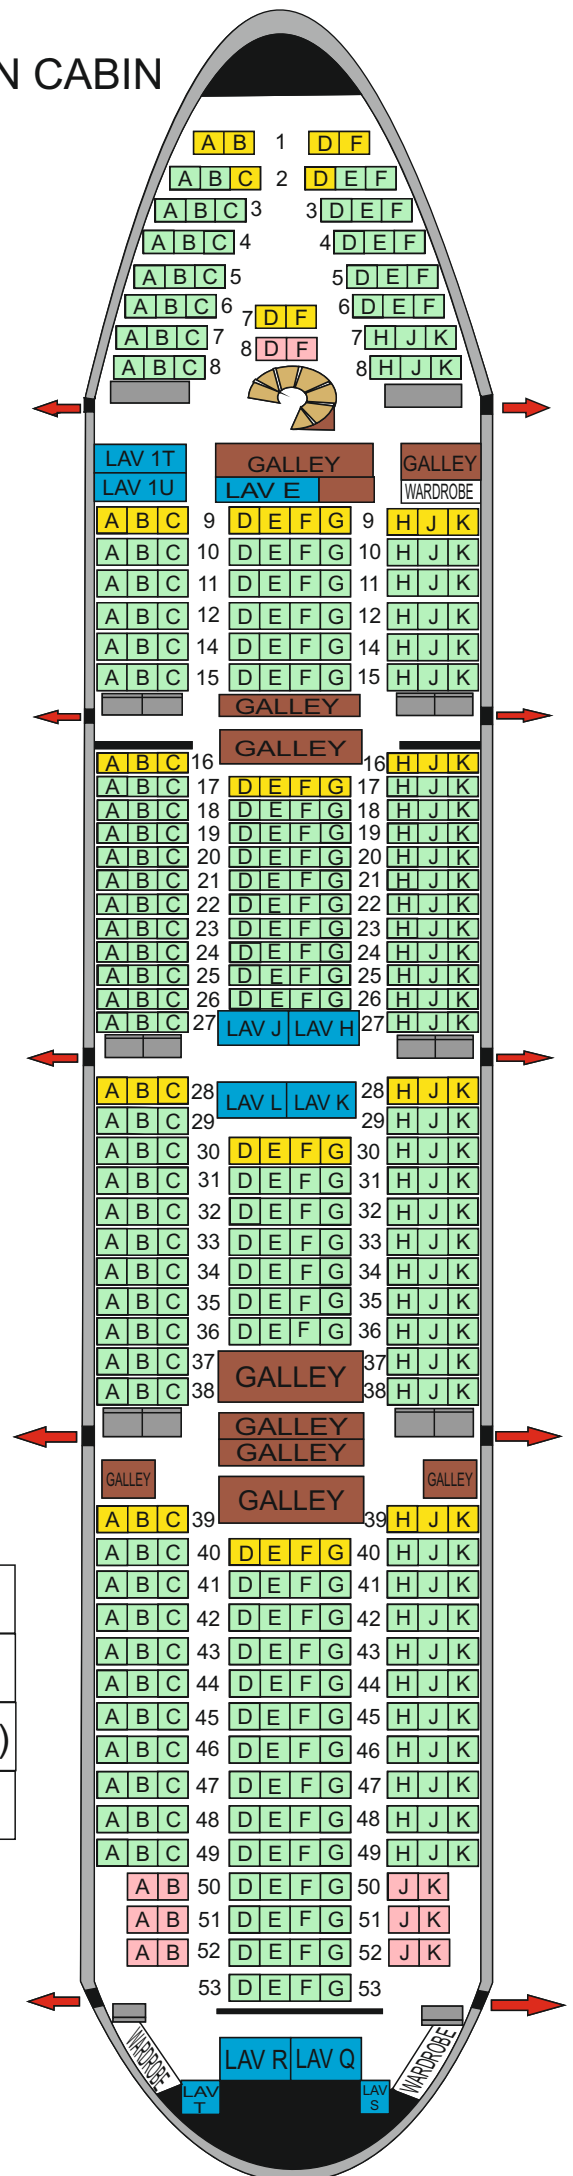 N CABIN
A B 1 D F
A B C 2 D E F
A B C 3 3 D E F
A B C 4 4 D E F
A B C 5 5 D E F
A B C 6 6 D E F
7 D F
A B C 7 7 H J K
8 D F
A B C 8 8 H J K
LAV 1T GALLEY GALLEY
LAV 1U LAV E WARDROBE
A B C 9 D E F G 9 H J K
A B C 10 D E F G 10 H J K
A B C 11 D E F G 11 H J K
A B C 12 D E F G 12 H J K
A B C 14 D E F G 14 H J K
A B C 15 D E F G 15 H J K
GALLEY
GALLEY
A B C 16 16 H J K
A B C 17 D E F G 17 H J K
A B C 18 D E F G 18 H J K
A B C 19 D E F G 19 H J K
A B C 20 D E F G 20 H J K
A B C 21 D E F G 21 H J K
A B C 22 D E F G 22 H J K
A B C 23 D E F G 23 H J K
A B C 24 D E F G 24 H J K
A B C 25 D E F G 25 H J K
A B C 26 D E F G 26 H J K
A B C 27 LAV J LAV H 27 H J K
A B C 28 LAV L LAV K 28 H J K
A B C 29 29 H J K
A B C 30 D E F G 30 H J K
A B C 31 D E F G 31 H J K
A B C 32 D E F G 32 H J K
A B C 33 D E F G 33 H J K
A B C 34 D E F G 34 H J K
A B C 35 D E F G 35 H J K
A B C 36 D E F G 36 H J K
A B C 37 37 H J K
GALLEY
A B C 38 38 H J K
GALLEY
GALLEY
GALLEY GALLEY
GALLEY
A B C 39 39 H J K
A B C 40 D E F G 40 H J K
A B C 41 D E F G 41 H J K
A B C 42 D E F G 42 H J K
A B C 43 D E F G 43 H J K
A B C 44 D E F G 44 H J K
A B C 45 D E F G 45 H J K
)
A B C 46 D E F G 46 H J K
A B C 47 D E F G 47 H J K
A B C 48 D E F G 48 H J K
A B C 49 D E F G 49 H J K
A B 50 D E F G 50 J K
A B 51 D E F G 51 J K
A B 52 D E F G 52 J K
53 D E F G 53
WARDROBE LAV R LAV Q WARDROBE
LAV T LAV S